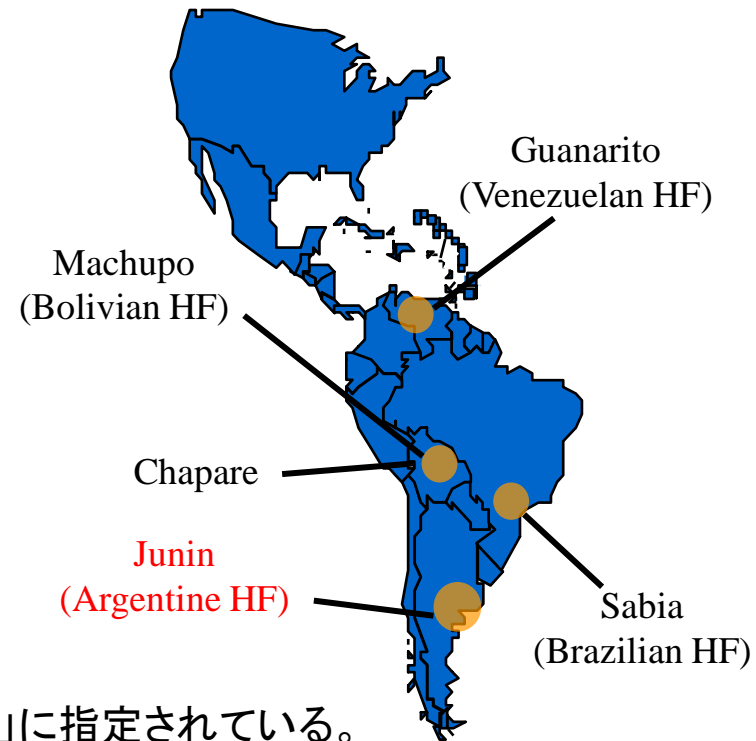 Guanarito
(Venezuelan HF)
Machupo
(Bolivian HF)
Chapare
Junin
(Argentine HF)
Sabia
(Brazilian HF)
」に指定されている。